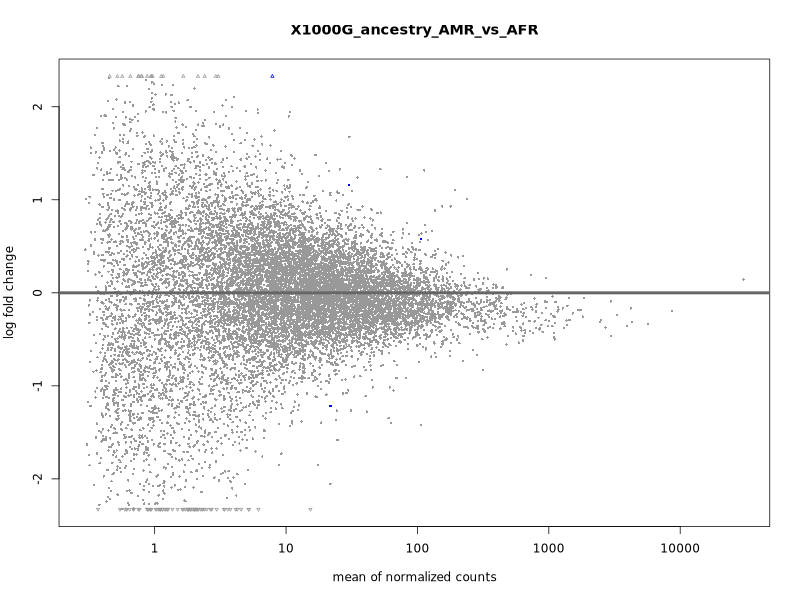 X1000G_ancestry_AMR_vs_AFR
2
1
0
-1
-2
log fold change
1 10 100 1000 10000
mean of normalized counts